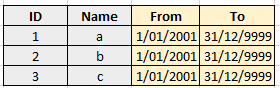 ID Name From To
1 a 1/01/2001 31/12/9999
2 b 1/01/2001 31/12/9999
3 c 1/01/2001 31/12/9999